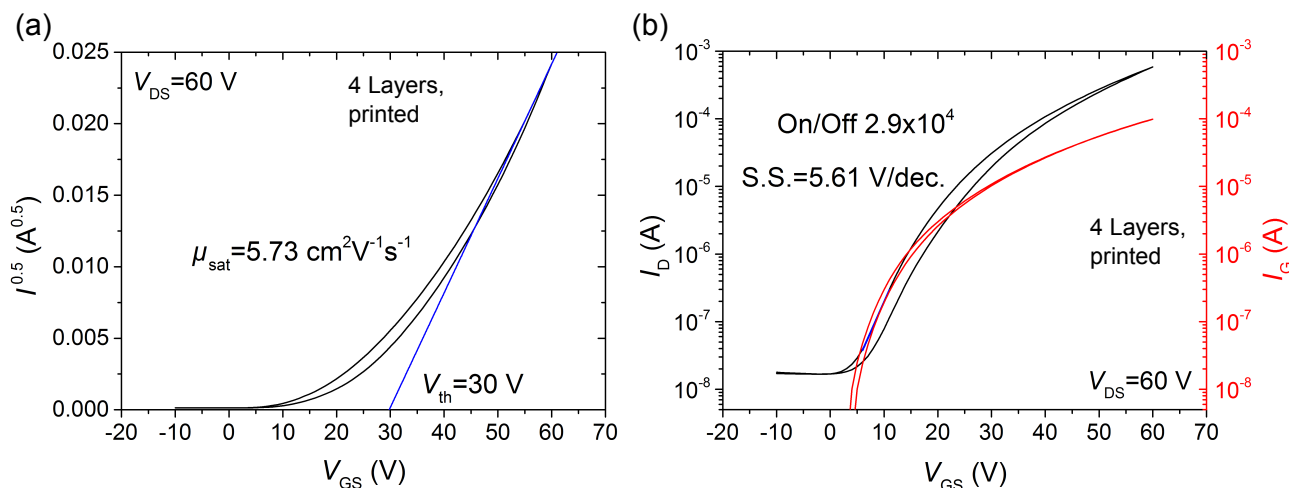 (a)
0.025
0.020
0.015
0.010
0.005
0.000
I^0.5 (A^0.5)
V_DS=60 V
4 Layers,
printed
μ_sat=5.73 cm²V⁻¹s⁻¹
V_th=30 V
-20 -10 0 10 20 30 40 50 60 70
V_GS (V)
(b)
10⁻³
10⁻⁴
10⁻⁵
10⁻⁶
10⁻⁷
10⁻⁸
I_D (A)
On/Off 2.9x10⁴
S.S.=5.61 V/dec.
4 Layers,
printed
V_DS=60 V
-20 -10 0 10 20 30 40 50 60 70
V_GS (V)
10⁻³
10⁻⁴
10⁻⁵
10⁻⁶
10⁻⁷
10⁻⁸
I_G (A)